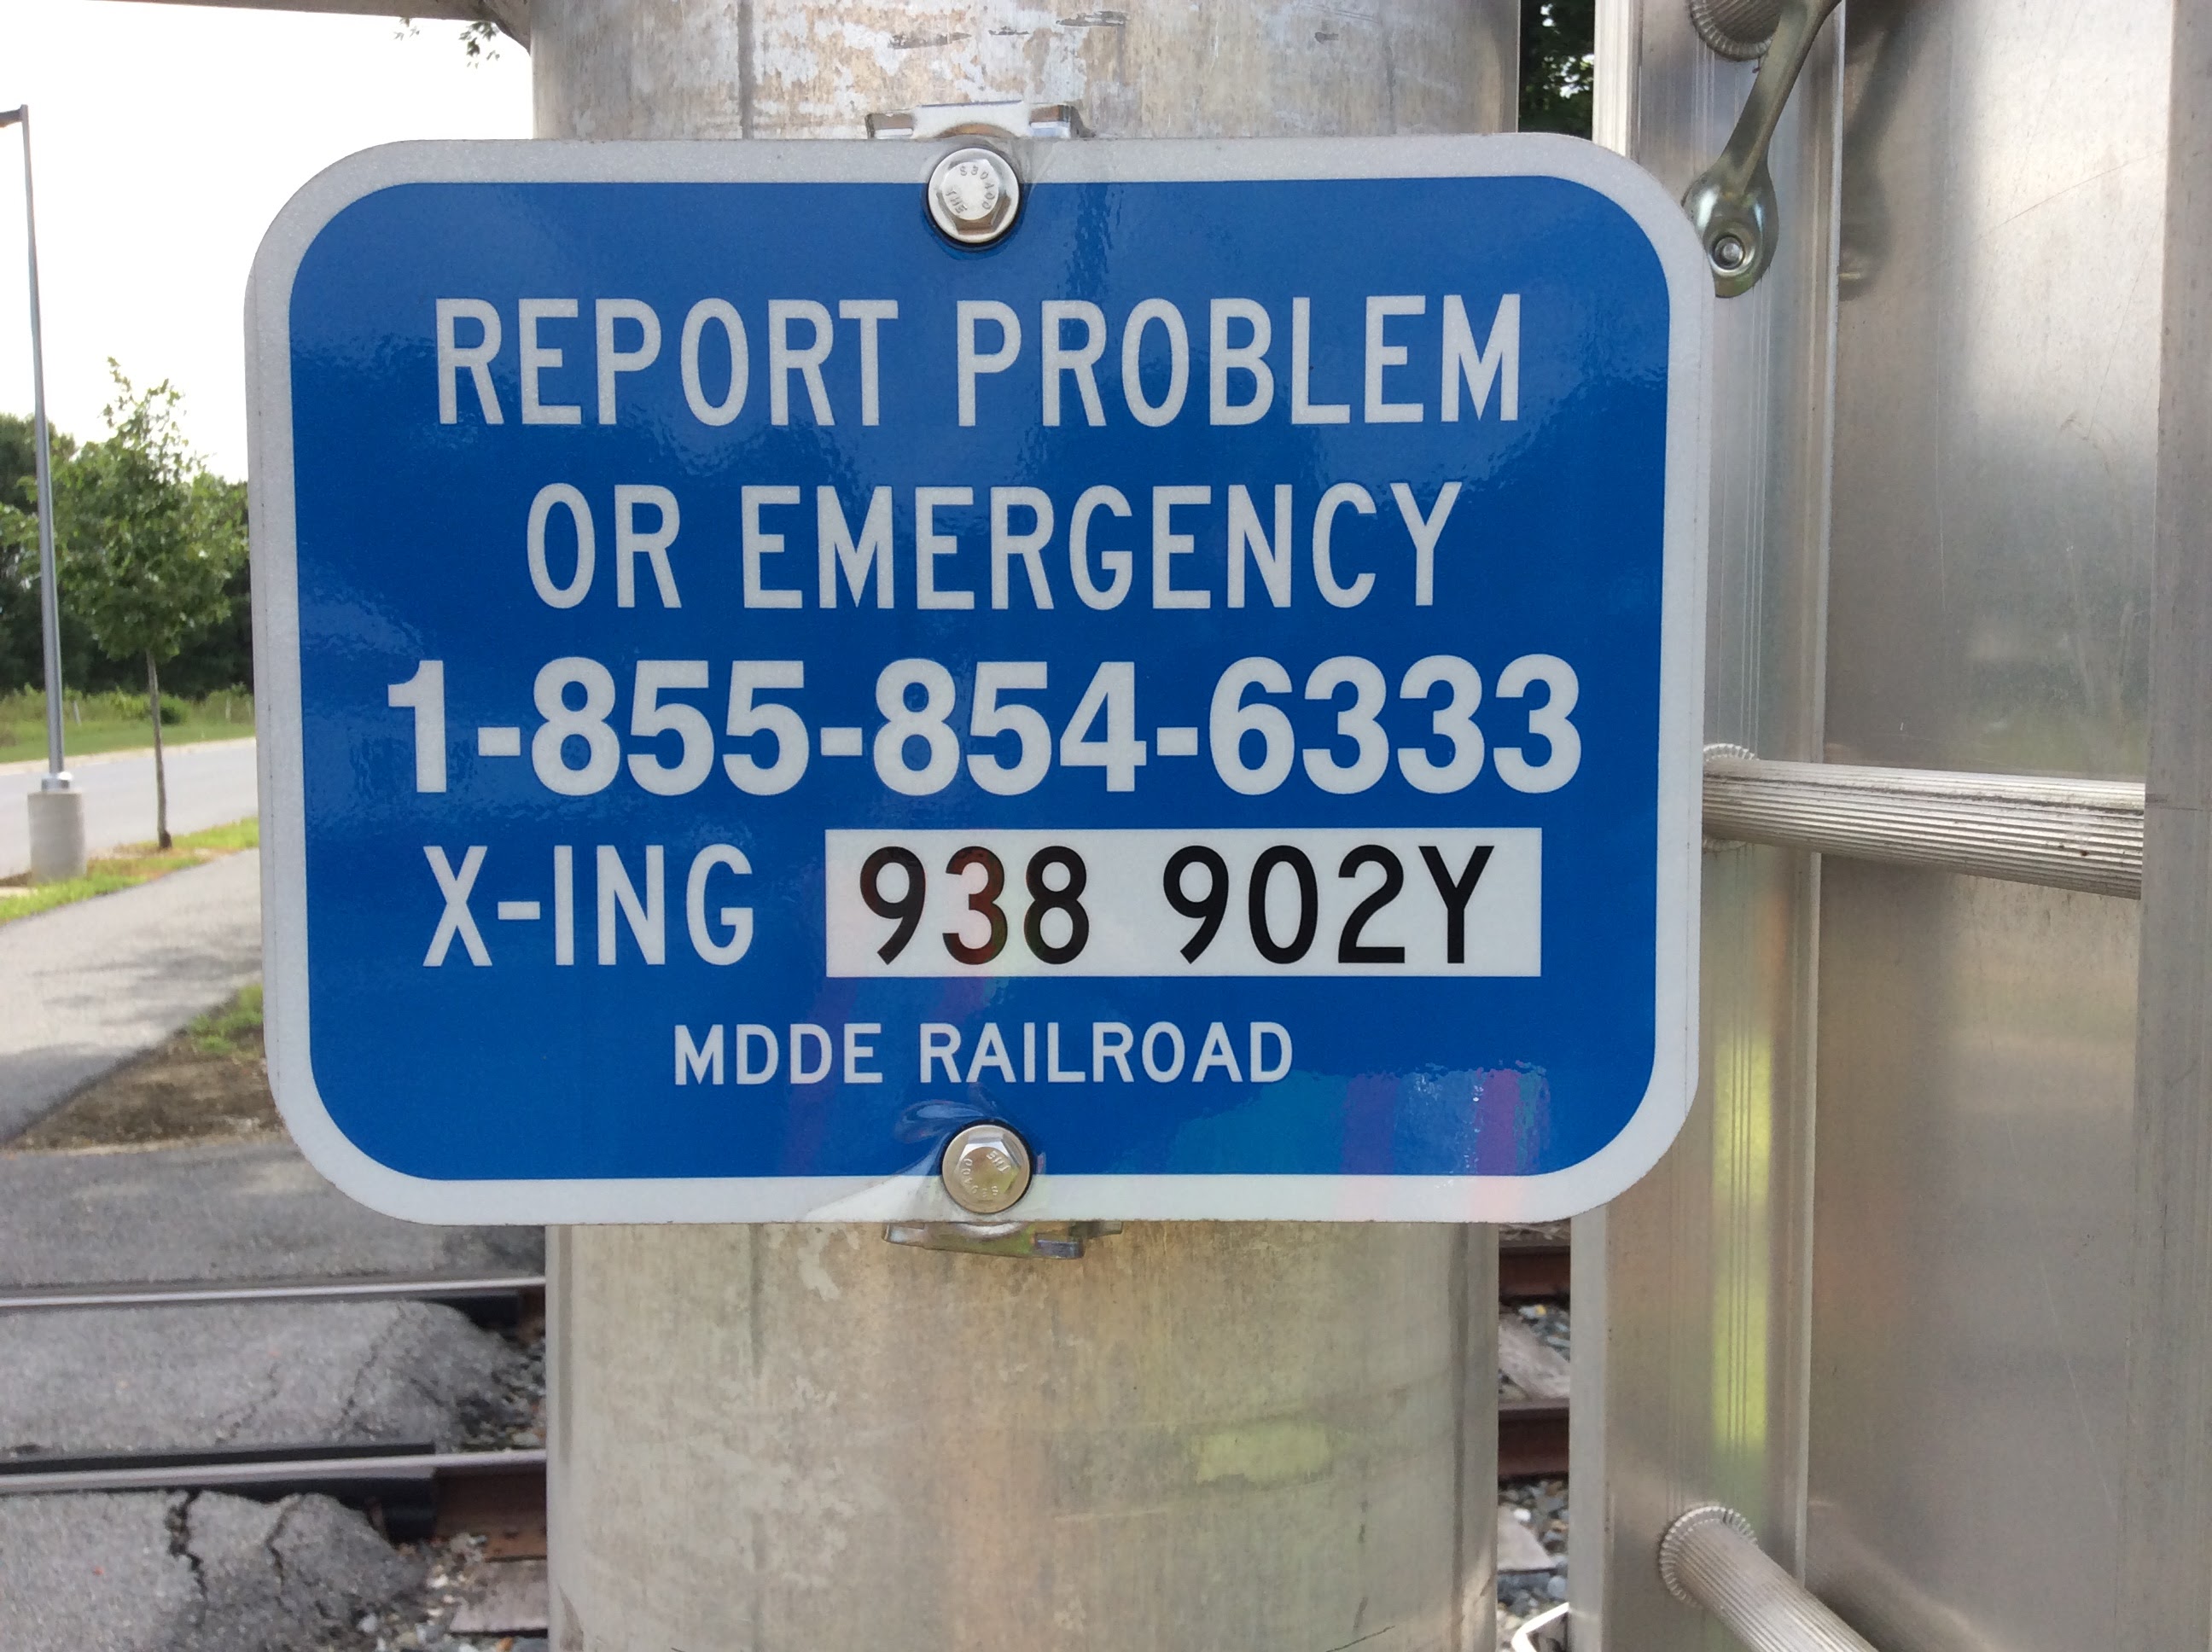 REPORT PROBLEM
OR EMERGENCY
1-855-854-6333
X-ING 938 902Y
MDDE RAILROAD